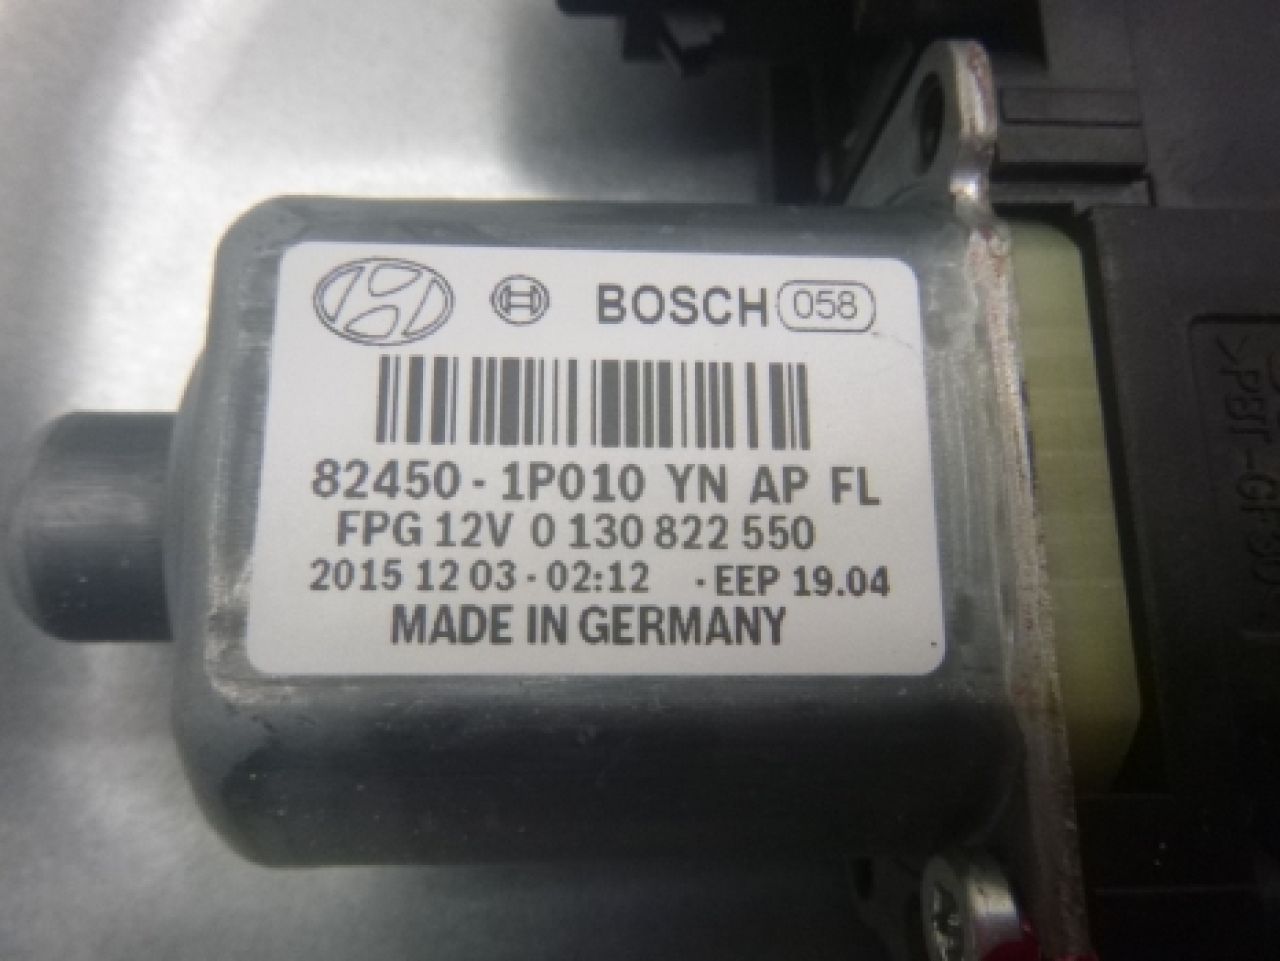 BOSCH 058
82450 - 1P010 YN AP FL
FPG 12V 0 130 822 550
2015 12 03 - 02:12 · EEP 19.04
MADE IN GERMANY